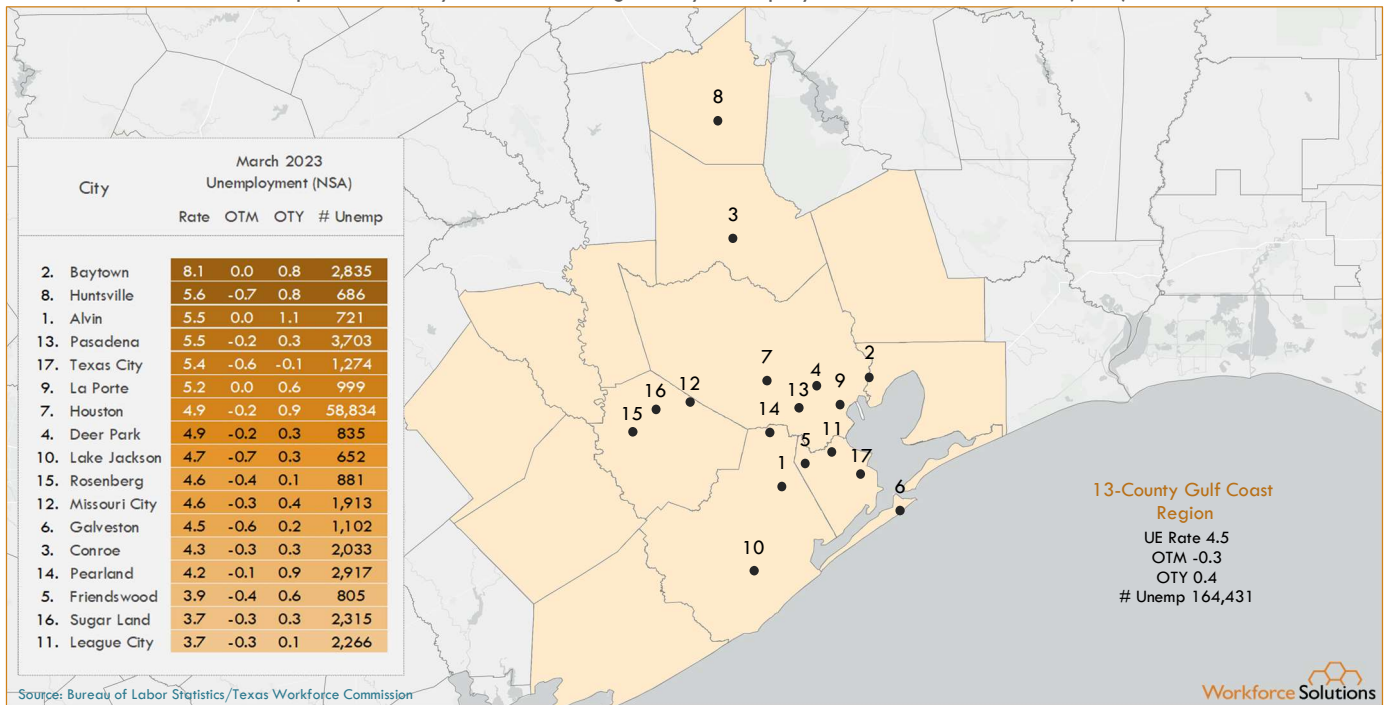 March 2023
City
Unemployment (NSA)
Rate OTM OTY # Unemp
2. Baytown 8.1 0.0 0.8 2,835
8. Huntsville 5.6 -0.7 0.8 686
1. Alvin 5.5 0.0 1.1 721
13. Pasadena 5.5 -0.2 0.3 3,703
17. Texas City 5.4 -0.6 -0.1 1,274
9. La Porte 5.2 0.0 0.6 999
7. Houston 4.9 -0.2 0.9 58,834
4. Deer Park 4.9 -0.2 0.3 835
10. Lake Jackson 4.7 -0.7 0.3 652
15. Rosenberg 4.6 -0.4 0.1 881
12. Missouri City 4.6 -0.3 0.4 1,913
6. Galveston 4.5 -0.6 0.2 1,102
3. Conroe 4.3 -0.3 0.3 2,033
14. Pearland 4.2 -0.1 0.9 2,917
5. Friendswood 3.9 -0.4 0.6 805
16. Sugar Land 3.7 -0.3 0.3 2,315
11. League City 3.7 -0.3 0.1 2,266
Source: Bureau of Labor Statistics/Texas Workforce Commission
8
3
2
7
4
9
16
12
13
15
14
11
5
17
1
6
10
13-County Gulf Coast
Region
UE Rate 4.5
OTM -0.3
OTY 0.4
# Unemp 164,431
Workforce Solutions